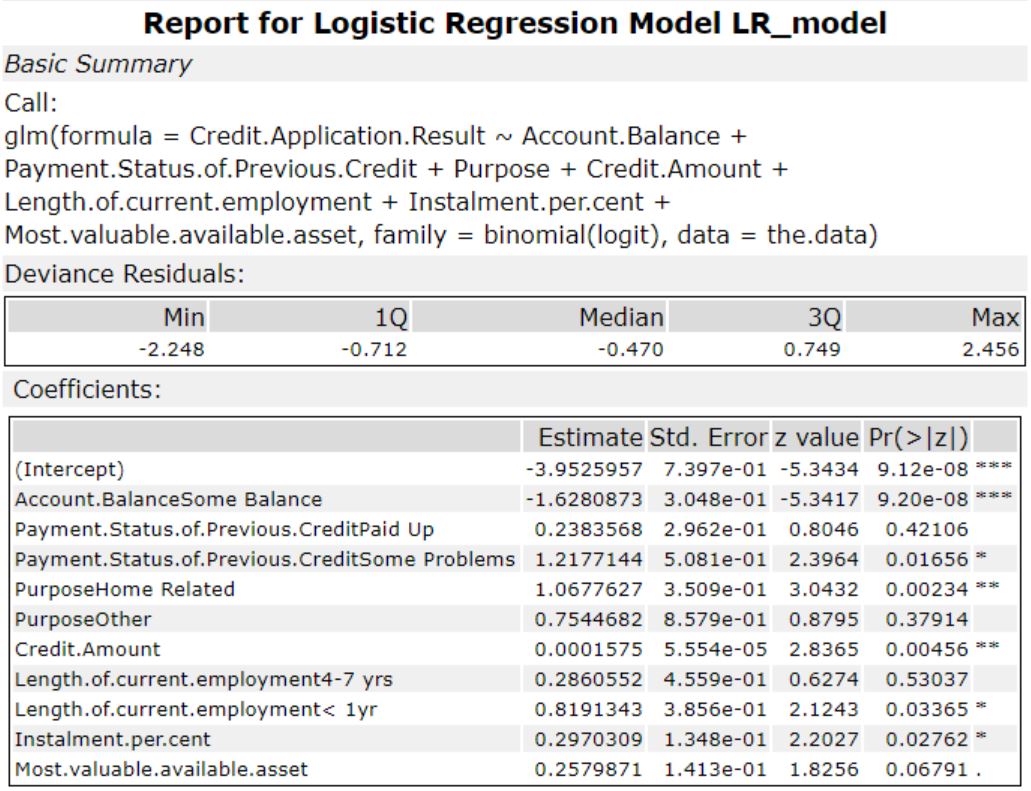 Report for Logistic Regression Model LR_model
Basic Summary
Call:
glm(formula = Credit.Application.Result ~ Account.Balance +
Payment.Status.of.Previous.Credit + Purpose + Credit.Amount +
Length.of.current.employment + Instalment.per.cent +
Most.valuable.available.asset, family = binomial(logit), data = the.data)
Deviance Residuals:
Min 1Q Median 3Q Max
-2.248 -0.712 -0.470 0.749 2.456
Coefficients:
Estimate Std. Error z value Pr(>|z|)
(Intercept) -3.9525957 7.397e-01 -5.3434 9.12e-08 ***
Account.BalanceSome Balance -1.6280873 3.048e-01 -5.3417 9.20e-08 ***
Payment.Status.of.Previous.CreditPaid Up 0.2383568 2.962e-01 0.8046 0.42106
Payment.Status.of.Previous.CreditSome Problems 1.2177144 5.081e-01 2.3964 0.01656 *
PurposeHome Related 1.0677627 3.509e-01 3.0432 0.00234 **
PurposeOther 0.7544682 8.579e-01 0.8795 0.37914
Credit.Amount 0.0001575 5.554e-05 2.8365 0.00456 **
Length.of.current.employment4-7 yrs 0.2860552 4.559e-01 0.6274 0.53037
Length.of.current.employment< 1yr 0.8191343 3.856e-01 2.1243 0.03365 *
Instalment.per.cent 0.2970309 1.348e-01 2.2027 0.02762 *
Most.valuable.available.asset 0.2579871 1.413e-01 1.8256 0.06791 .